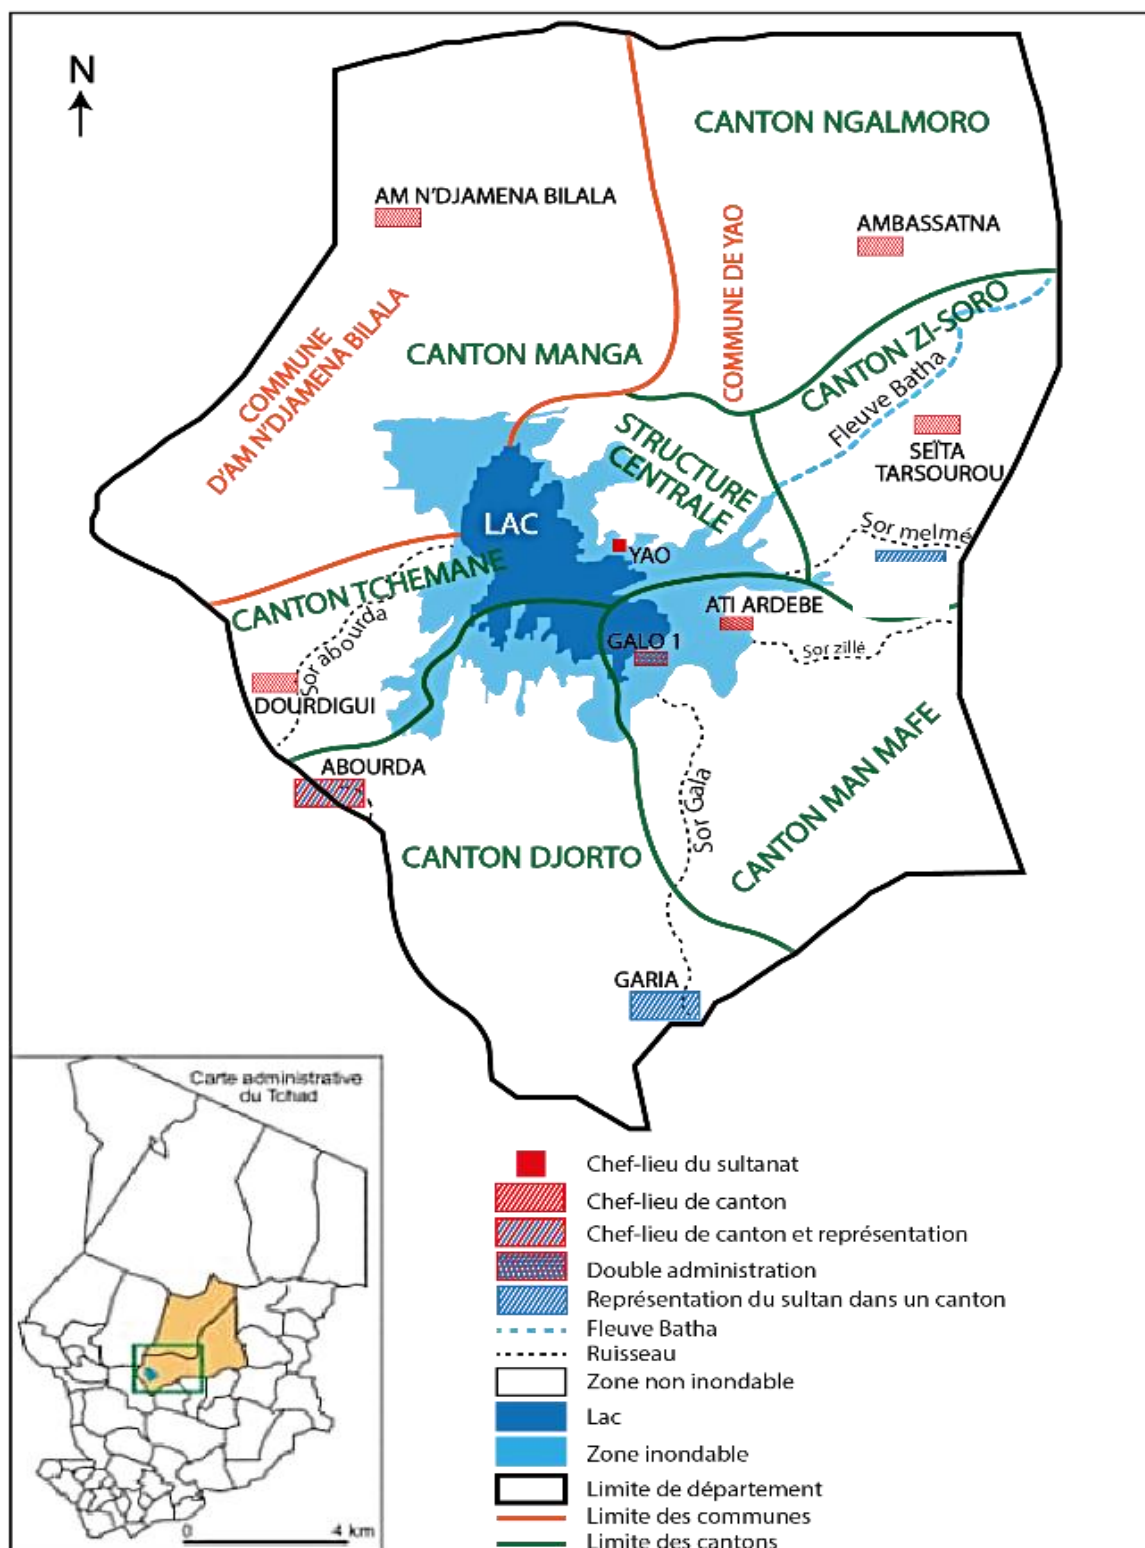 N
CANTON NGALMORO
AM N'DJAMENA BILALA
AMBASSATNA
COMMUNE DE YAO
COMMUNE
D'AM N'DJAMENA BILALA
CANTON MANGA
CANTON ZI-SORO
Fleuve Batha
SEÏTA
TARSOUROU
STRUCTURE
CENTRALE
LAC
Sor melmé
YAO
CANTON TCHEMANE
ATI ARDEBE
Sor abourda
GALO 1
Sor zillé
DOURDIGUI
ABOURDA
Sor Gala
CANTON MAN MAFE
CANTON DJORTO
GARIA
Carte administrative
du Tchad
0 4 km
Chef-lieu du sultanat
Chef-lieu de canton
Chef-lieu de canton et représentation
Double administration
Représentation du sultan dans un canton
Fleuve Batha
Ruisseau
Zone non inondable
Lac
Zone inondable
Limite de département
Limite des communes
Limite des cantons